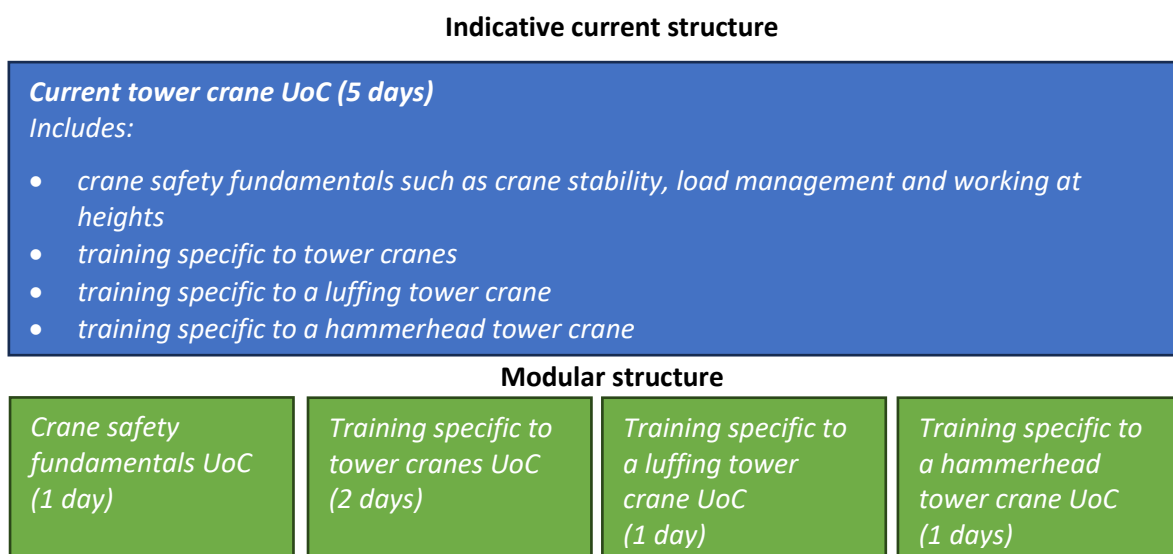 Indicative current structure
Current tower crane UoC (5 days)
Includes:
• crane safety fundamentals such as crane stability, load management and working at
heights
• training specific to tower cranes
• training specific to a luffing tower crane
• training specific to a hammerhead tower crane
Modular structure
Crane safety
fundamentals UoC
(1 day)
Training specific to
tower cranes UoC
(2 days)
Training specific to
a luffing tower
crane UoC
(1 day)
Training specific to
a hammerhead
tower crane UoC
(1 days)